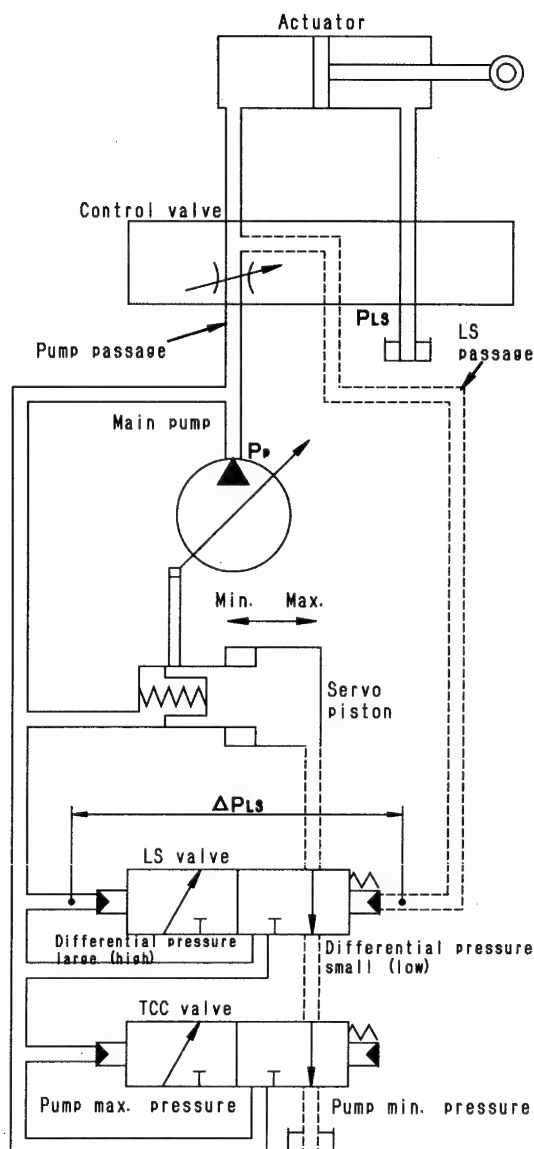 Actuator
Control valve
PLS
Pump passage
LS
passage
Main pump
PP
Min. Max.
Servo
piston
ΔPLS
LS valve
Differential pressure
large (high)
Differential pressure
small (low)
TCC valve
Pump max. pressure
Pump min. pressure